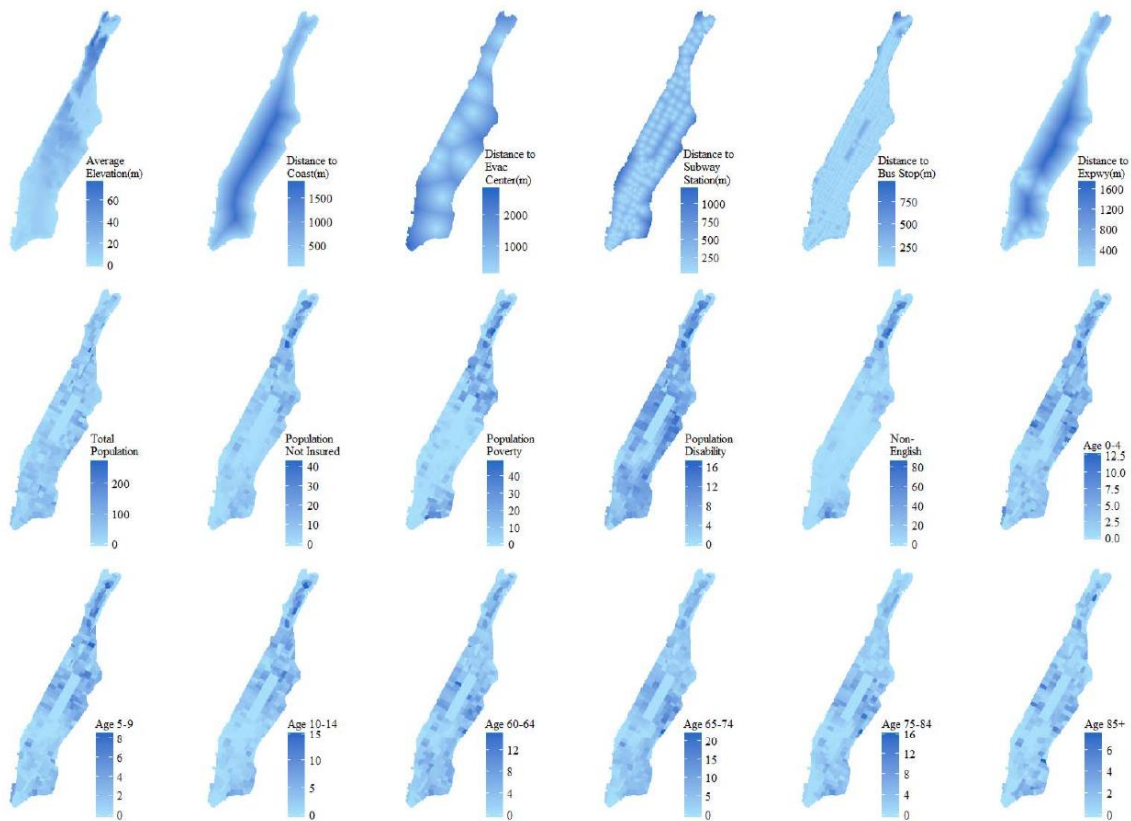 Average
Elevation(m)
60
40
20
0
Distance to
Coast(m)
1500
1000
500
Distance to
Evac
Center(m)
2000
1000
Distance to
Subway
Station(m)
1000
750
500
250
Distance to
Bus Stop(m)
750
500
250
Distance to
Expwy(m)
1600
1200
800
400
Total
Population
200
100
0
Population
Not Insured
40
30
20
10
0
Population
Poverty
40
30
20
10
0
Population
Disability
16
12
8
4
0
Non-
English
80
60
40
20
0
Age 0-4
12.5
10.0
7.5
5.0
2.5
0.0
Age 5-9
8
6
4
2
0
Age 10-14
15
10
5
0
Age 60-64
12
8
4
0
Age 65-74
20
15
10
5
0
Age 75-84
16
12
8
4
0
Age 85+
6
4
2
0